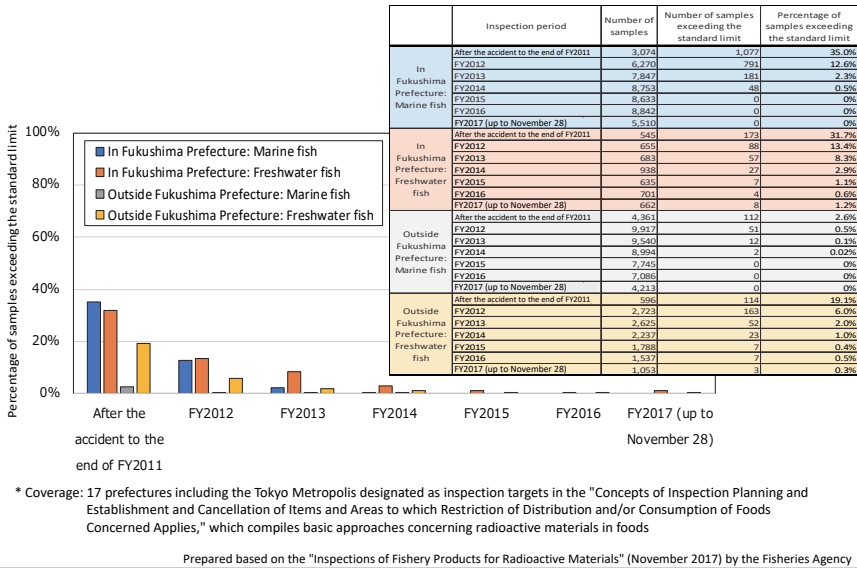 Inspection period Number of samples Number of samples exceeding the standard limit Percentage of samples exceeding the standard limit
In Fukushima Prefecture: Marine fish
After the accident to the end of FY2011 3,074 1,077 35.0%
FY2012 6,270 791 12.6%
FY2013 7,847 181 2.3%
FY2014 8,753 48 0.5%
FY2015 8,633 0 0%
FY2016 8,842 0 0%
FY2017 (up to November 28) 5,510 0 0%
In Fukushima Prefecture: Freshwater fish
After the accident to the end of FY2011 545 173 31.7%
FY2012 655 88 13.4%
FY2013 683 57 8.3%
FY2014 938 27 2.9%
FY2015 635 7 1.1%
FY2016 701 4 0.6%
FY2017 (up to November 28) 662 8 1.2%
Outside Fukushima Prefecture: Marine fish
After the accident to the end of FY2011 4,361 112 2.6%
FY2012 9,917 51 0.5%
FY2013 9,540 12 0.1%
FY2014 8,994 2 0.02%
FY2015 7,745 0 0%
FY2016 7,086 0 0%
FY2017 (up to November 28) 4,213 0 0%
Outside Fukushima Prefecture: Freshwater fish
After the accident to the end of FY2011 596 114 19.1%
FY2012 2,723 163 6.0%
FY2013 2,625 52 2.0%
FY2014 2,237 23 1.0%
FY2015 1,788 7 0.4%
FY2016 1,537 7 0.5%
FY2017 (up to November 28) 1,053 3 0.3%
Percentage of samples exceeding the standard limit
100%
80%
60%
40%
20%
0%
In Fukushima Prefecture: Marine fish
In Fukushima Prefecture: Freshwater fish
Outside Fukushima Prefecture: Marine fish
Outside Fukushima Prefecture: Freshwater fish
After the accident to the end of FY2011
FY2012
FY2013
FY2014
FY2015
FY2016
FY2017 (up to November 28)
* Coverage: 17 prefectures including the Tokyo Metropolis designated as inspection targets in the "Concepts of Inspection Planning and
Establishment and Cancellation of Items and Areas to which Restriction of Distribution and/or Consumption of Foods
Concerned Applies," which compiles basic approaches concerning radioactive materials in foods
Prepared based on the "Inspections of Fishery Products for Radioactive Materials" (November 2017) by the Fisheries Agency